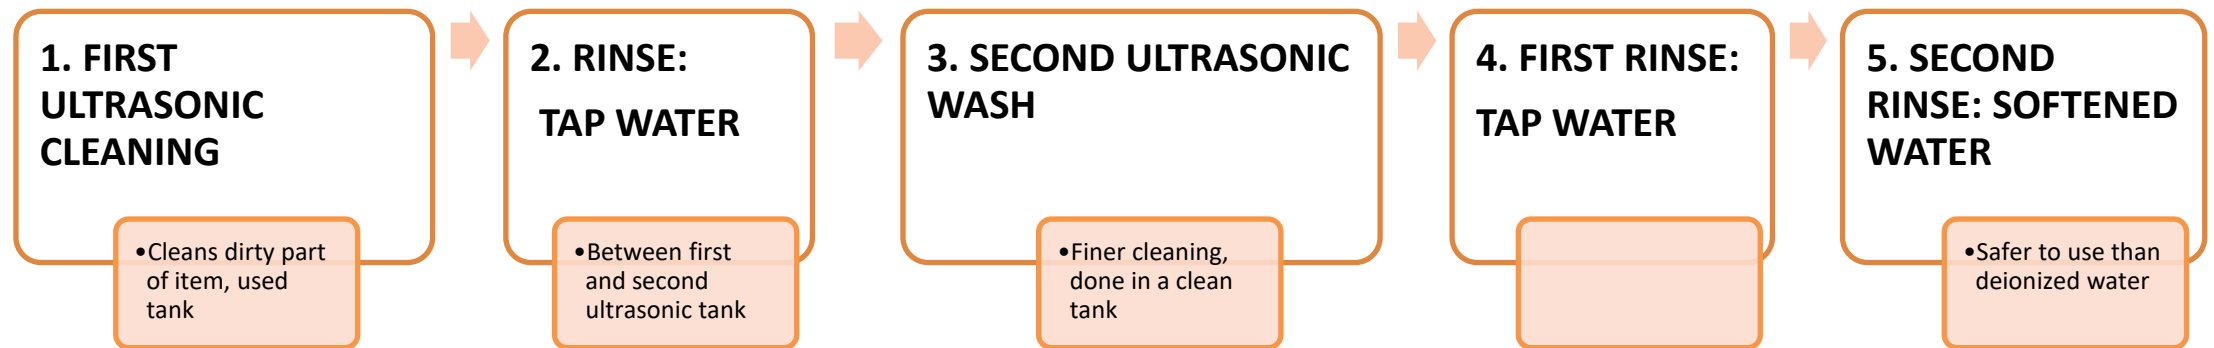 1. FIRST
ULTRASONIC
CLEANING
•Cleans dirty part
of item, used
tank
2. RINSE:
TAP WATER
•Between first
and second
ultrasonic tank
3. SECOND ULTRASONIC
WASH
•Finer cleaning,
done in a clean
tank
4. FIRST RINSE:
TAP WATER
5. SECOND
RINSE: SOFTENED
WATER
•Safer to use than
deionized water